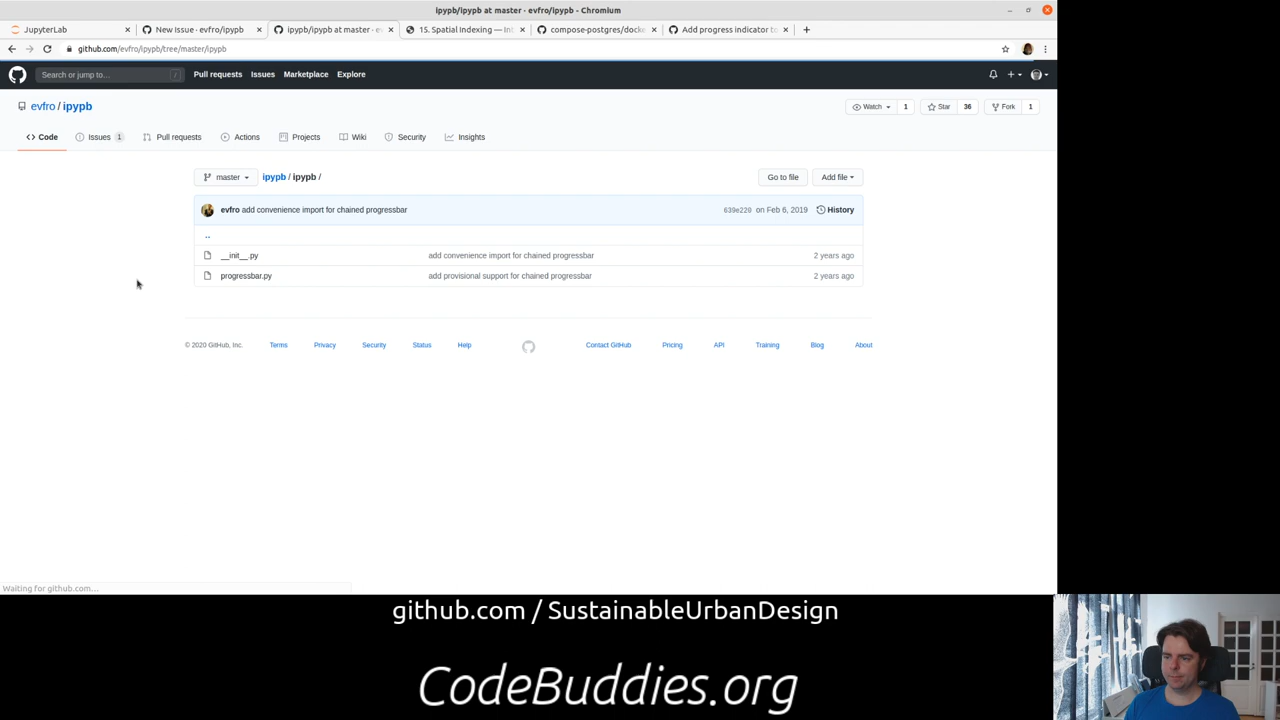 ipypb/ipypb at master · evfro/ipypb - Chromium
JupyterLab
New Issue · evfro/ipypb
ipypb/ipypb at master · ev
15. Spatial Indexing — Int
compose-postgres/docke
Add progress indicator to
github.com/evfro/ipypb/tree/master/ipypb
Search or jump to… / Pull requests Issues Marketplace Explore
evfro / ipypb
Watch 1 Star 36 Fork 1
Code Issues 1 Pull requests Actions Projects Wiki Security Insights
master ipypb / ipypb / Go to file Add file
evfro add convenience import for chained progressbar 639e220 on Feb 6, 2019 History
..
__init__.py add convenience import for chained progressbar 2 years ago
progressbar.py add provisional support for chained progressbar 2 years ago
© 2020 GitHub, Inc. Terms Privacy Security Status Help Contact GitHub Pricing API Training Blog About
Waiting for github.com…
github.com / SustainableUrbanDesign
CodeBuddies.org